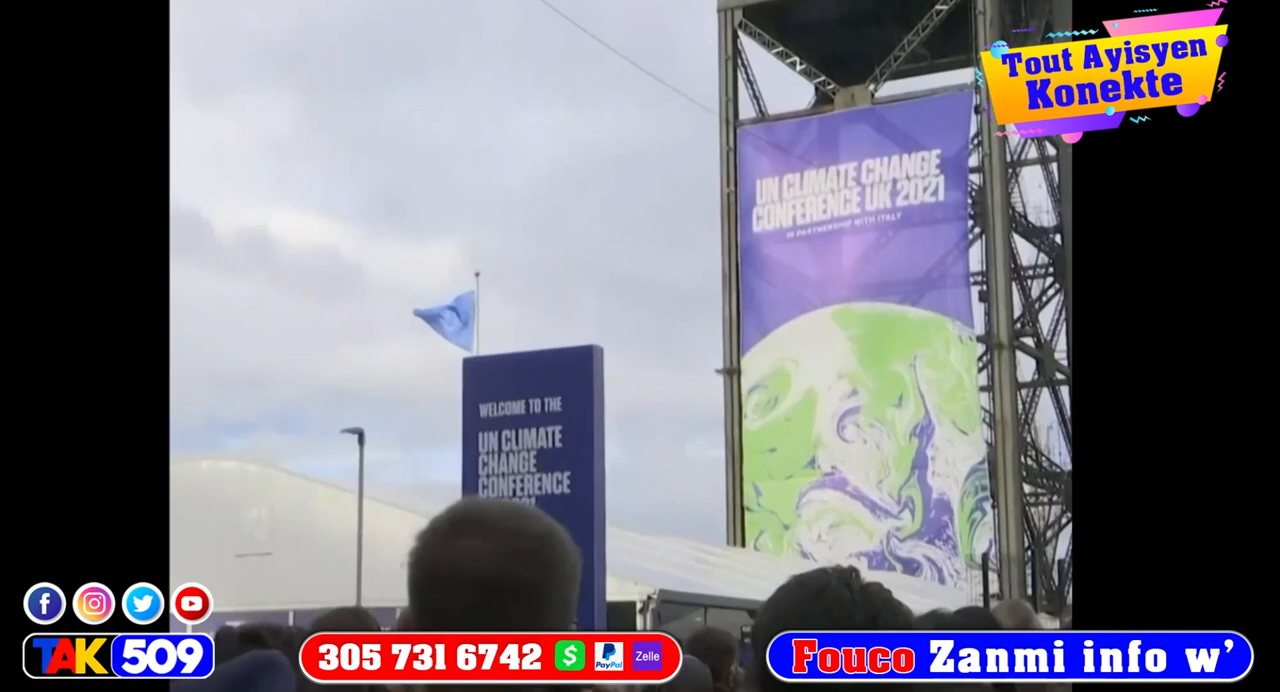 Tout Ayisyen
Konekte
UN CLIMATE CHANGE
CONFERENCE UK 2021
IN PARTNERSHIP WITH ITALY
WELCOME TO THE
UN CLIMATE
CHANGE
CONFERENCE
TAK 509
305 731 6742
$
PayPal
Zelle
Fouco Zanmi info w'